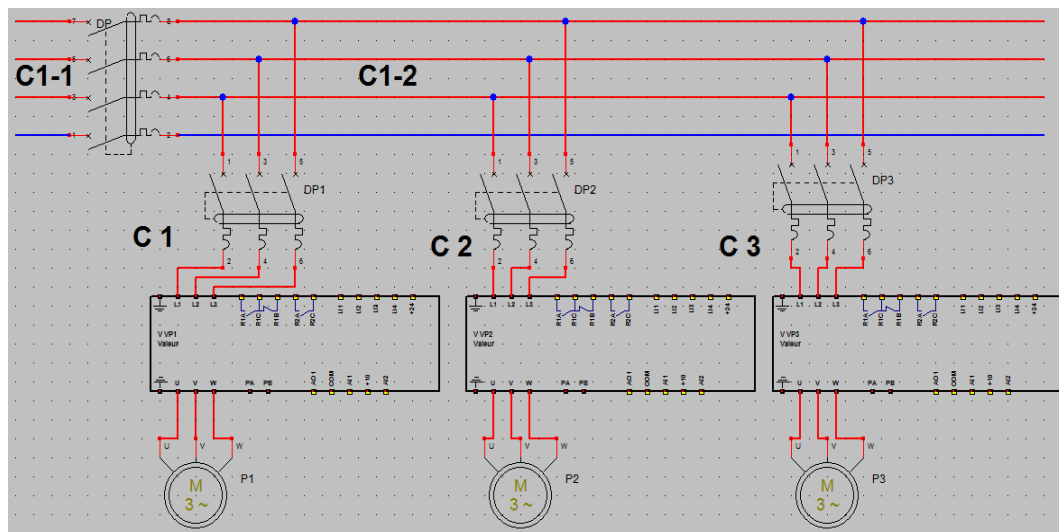 7 DP 8
5 6
C1-1 C1-2
3 4
1 2
1 3 5 DP1
1 3 5 DP2
1 3 5 DP3
C 1
C 2
C 3
2 4 6
2 4 6
2 4 6
L1 L2 L3 R1A R1C R1B R2A R2C LI1 LI2 LI3 LI4 +24
V VP1
Valeur
U V W PA PB AO1 COM AI1 +10 AI2
L1 L2 L3 R1A R1C R1B R2A R2C LI1 LI2 LI3 LI4 +24
V VP2
Valeur
U V W PA PB AO1 COM AI1 +10 AI2
L1 L2 L3 R1A R1C R1B R2A R2C LI1 LI2 LI3 LI4 +24
V VP3
Valeur
U V W PA PB AO1 COM AI1 +10 AI2
U V W
M
3 ~
P1
U V W
M
3 ~
P2
U V W
M
3 ~
P3